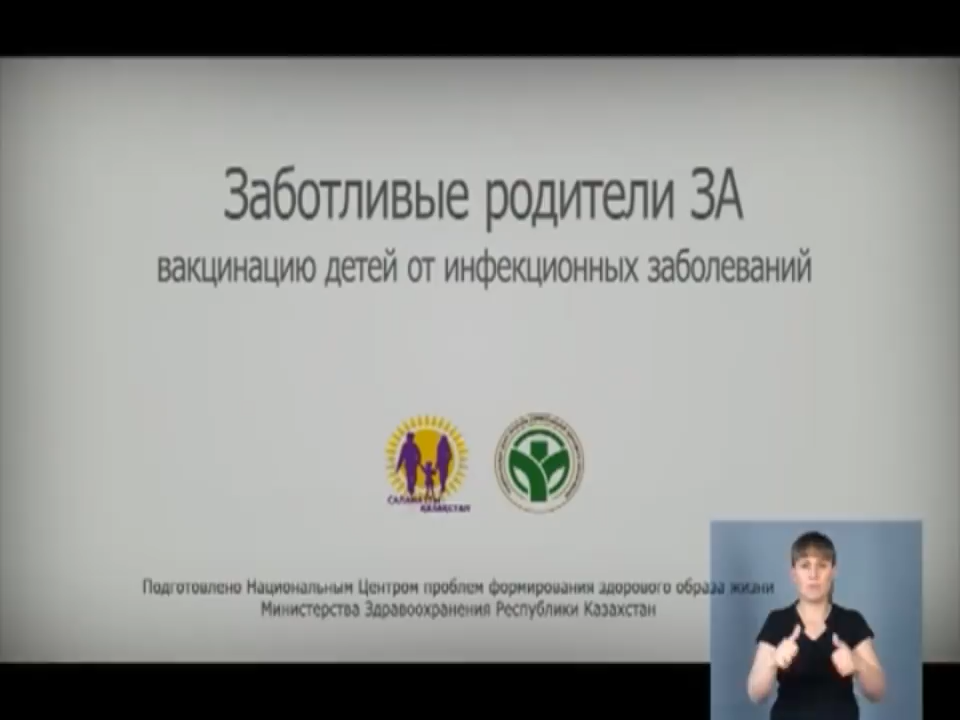 Заботливые родители ЗА
вакцинацию детей от инфекционных заболеваний
САЛАМАТТЫ
ҚАЗАҚСТАН
Подготовлено Национальным Центром проблем формирования здорового образа жизни
Министерства Здравоохранения Республики Казахстан